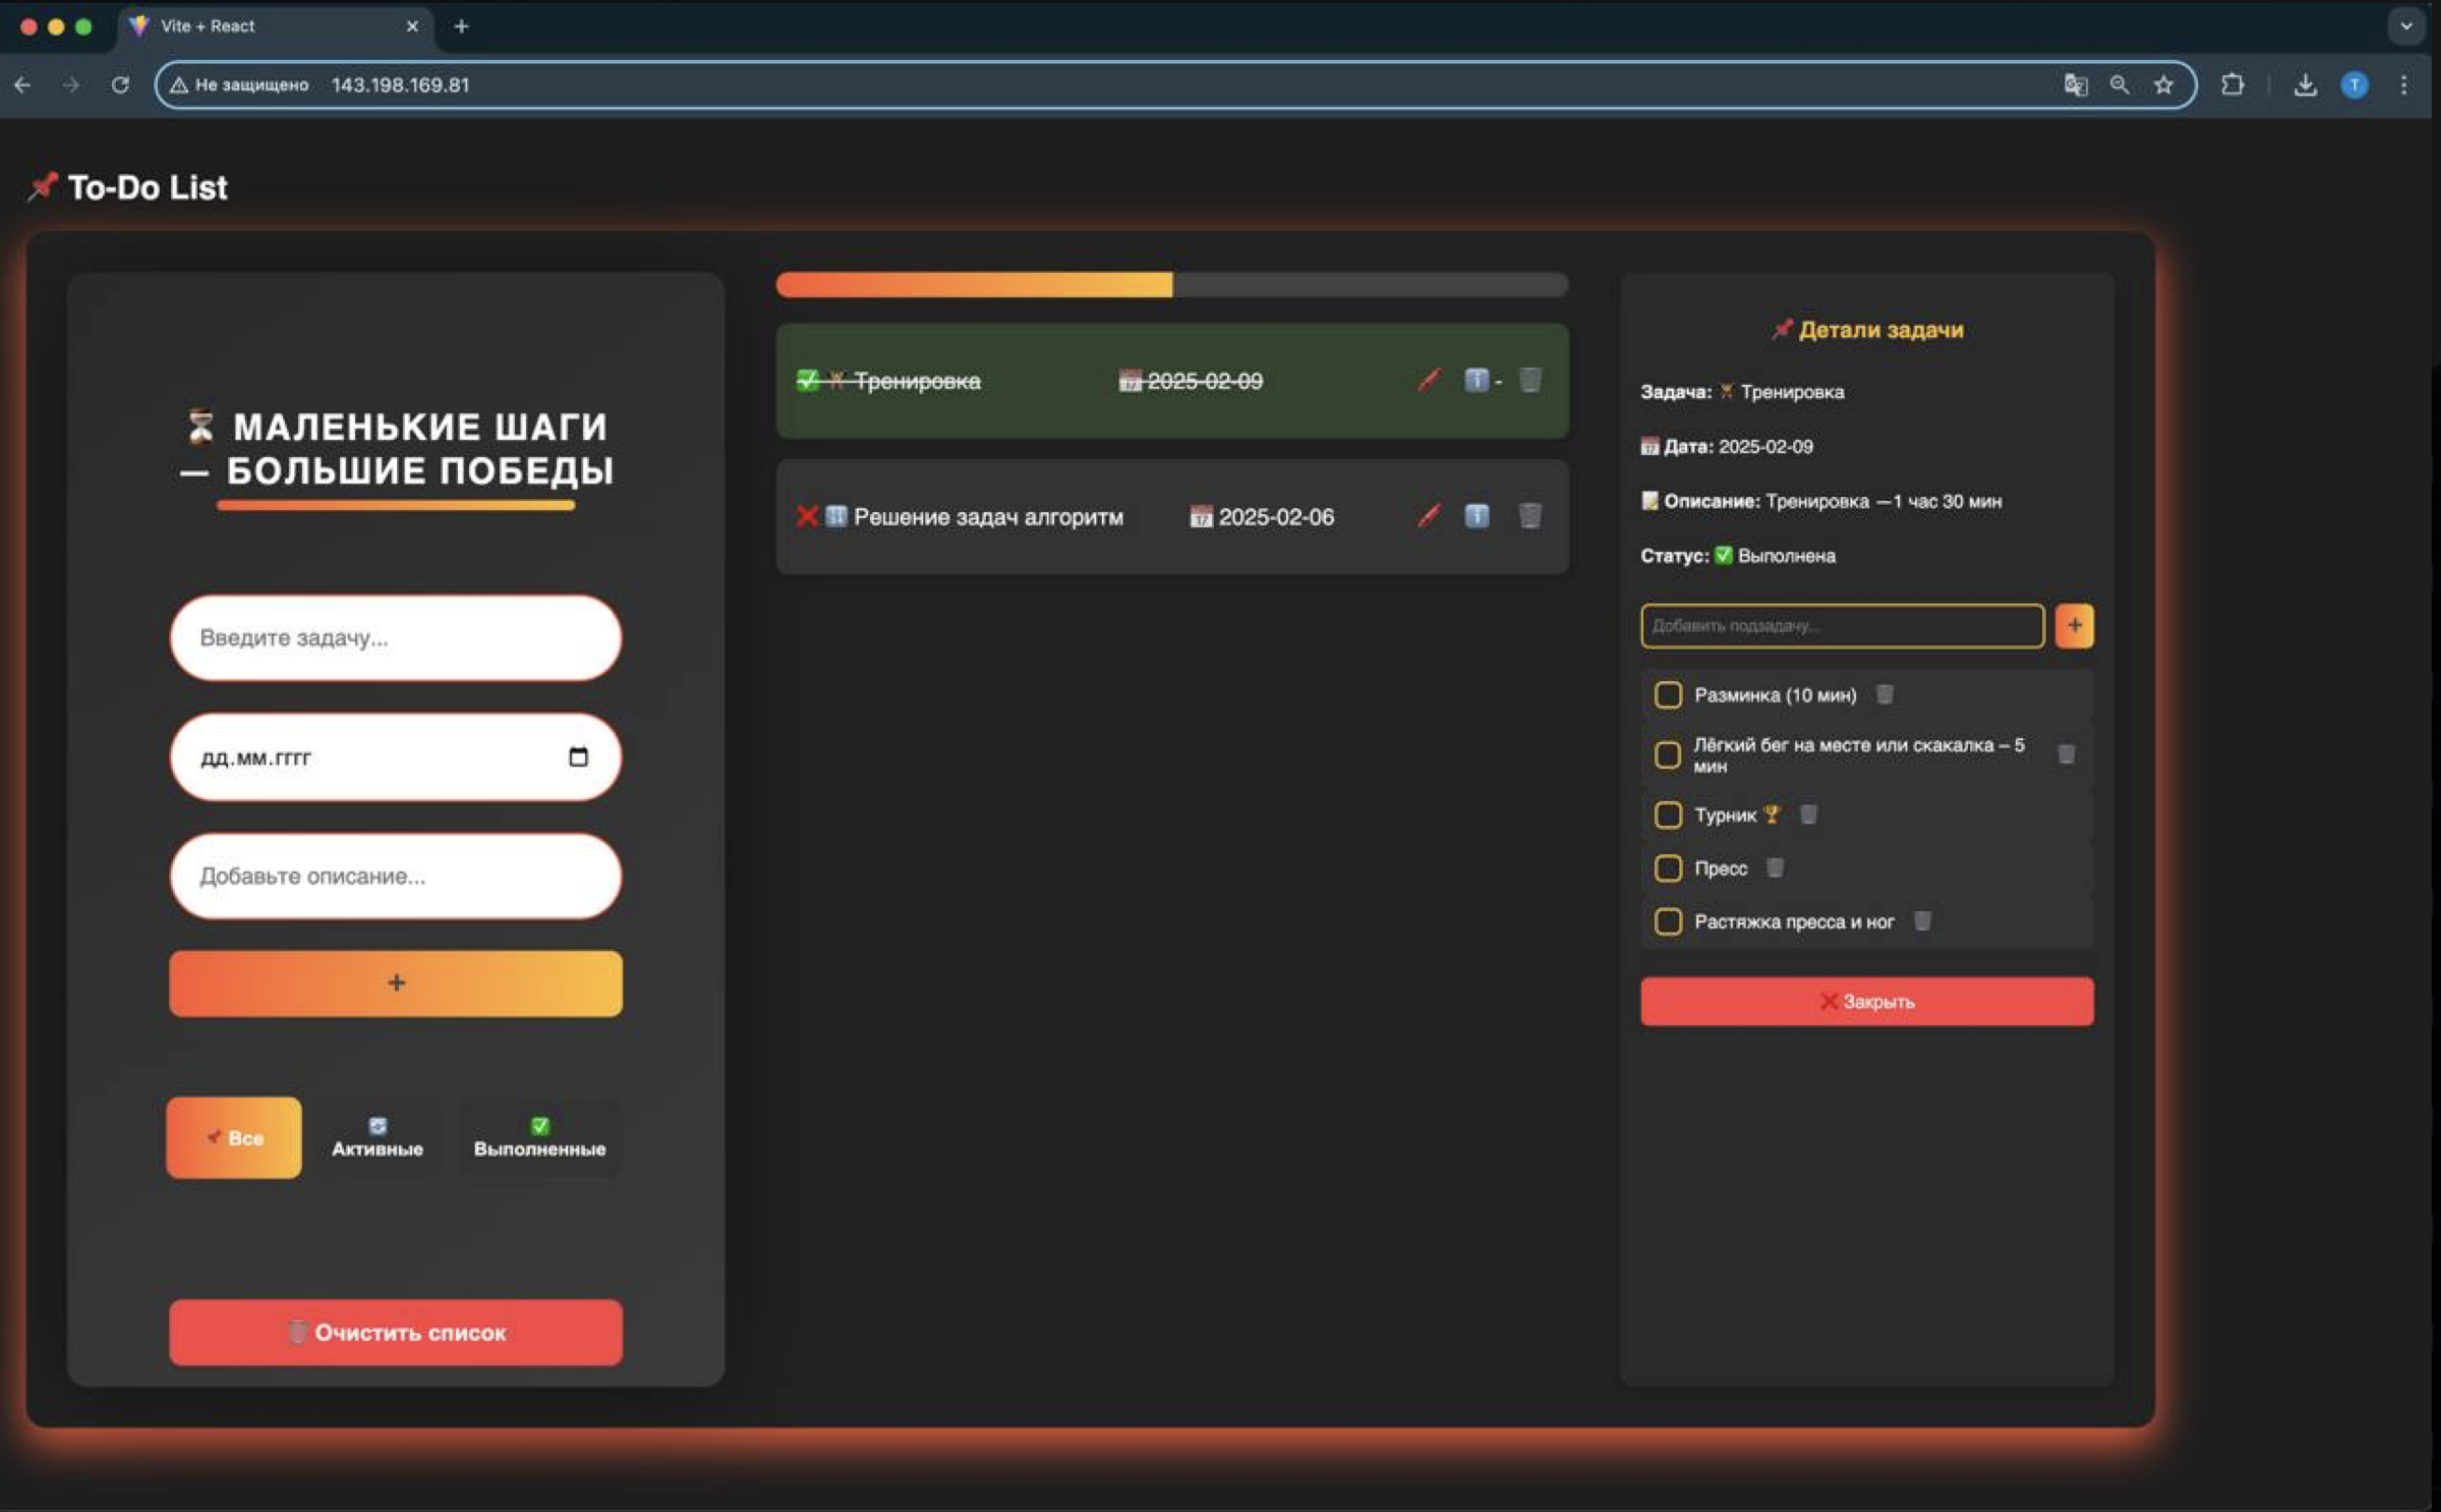 Vite + React
Не защищено 143.198.169.81
To-Do List
МАЛЕНЬКИЕ ШАГИ
— БОЛЬШИЕ ПОБЕДЫ
Введите задачу...
дд.мм.гггг
Добавьте описание...
+
Все
Активные
Выполненные
Очистить список
Тренировка 2025-02-09 -
Решение задач алгоритм 2025-02-06
Детали задачи
Задача: Тренировка
Дата: 2025-02-09
Описание: Тренировка —1 час 30 мин
Статус: Выполнена
Добавить подзадачу... +
Разминка (10 мин)
Лёгкий бег на месте или скакалка – 5
мин
Турник
Пресс
Растяжка пресса и ног
Закрыть